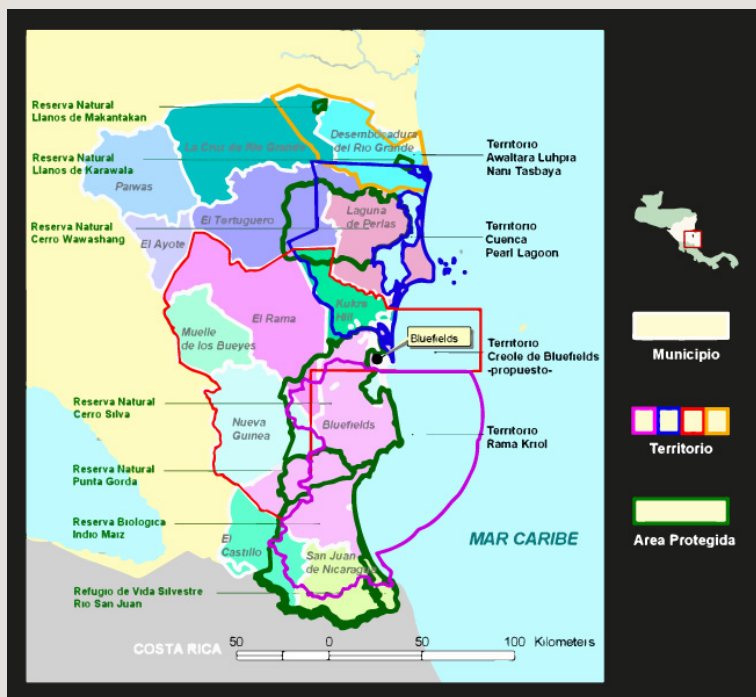 Reserva Natural
Llanos de Makantakan
Reserva Natural
Llanos de Karawala
Reserva Natural
Cerro Wawashang
Reserva Natural
Cerro Silva
Reserva Natural
Punta Gorda
Reserva Biologica
Indio Maiz
Refugio de Vida Silvestre
Rio San Juan
La Cruz de Rio Grande
Desembocadura
del Rio Grande
Paiwas
El Tortuguero
El Ayote
Laguna
de Perlas
Kukra
Hill
El Rama
Muelle
de los Bueyes
Nueva
Guinea
Bluefields
Bluefields
El
Castillo
San Juan
de Nicaragua
Territorio
Awaltara Luhpia
Nani Tasbaya
Territorio
Cuenca
Pearl Lagoon
Territorio
Creole de Bluefields
-propuesto-
Territorio
Rama Kriol
MAR CARIBE
COSTA RICA
50 0 50 100 Kilometers
Municipio
Territorio
Area Protegida